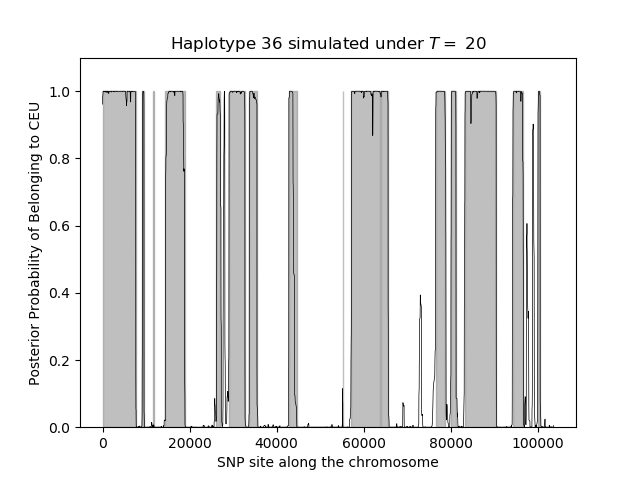 Haplotype 36 simulated under T = 20
Posterior Probability of Belonging to CEU
1.0
0.8
0.6
0.4
0.2
0.0
0 20000 40000 60000 80000 100000
SNP site along the chromosome